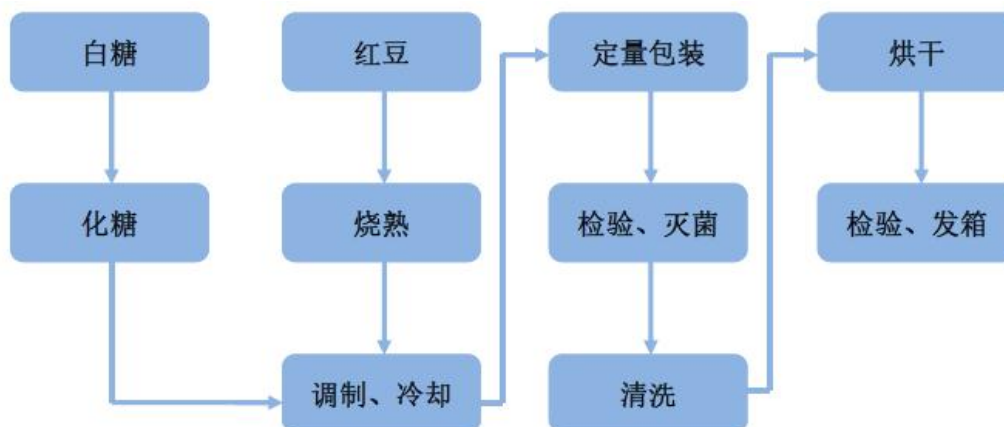 白糖
化糖
红豆
烧熟
调制、冷却
定量包装
检验、灭菌
清洗
烘干
检验、发箱